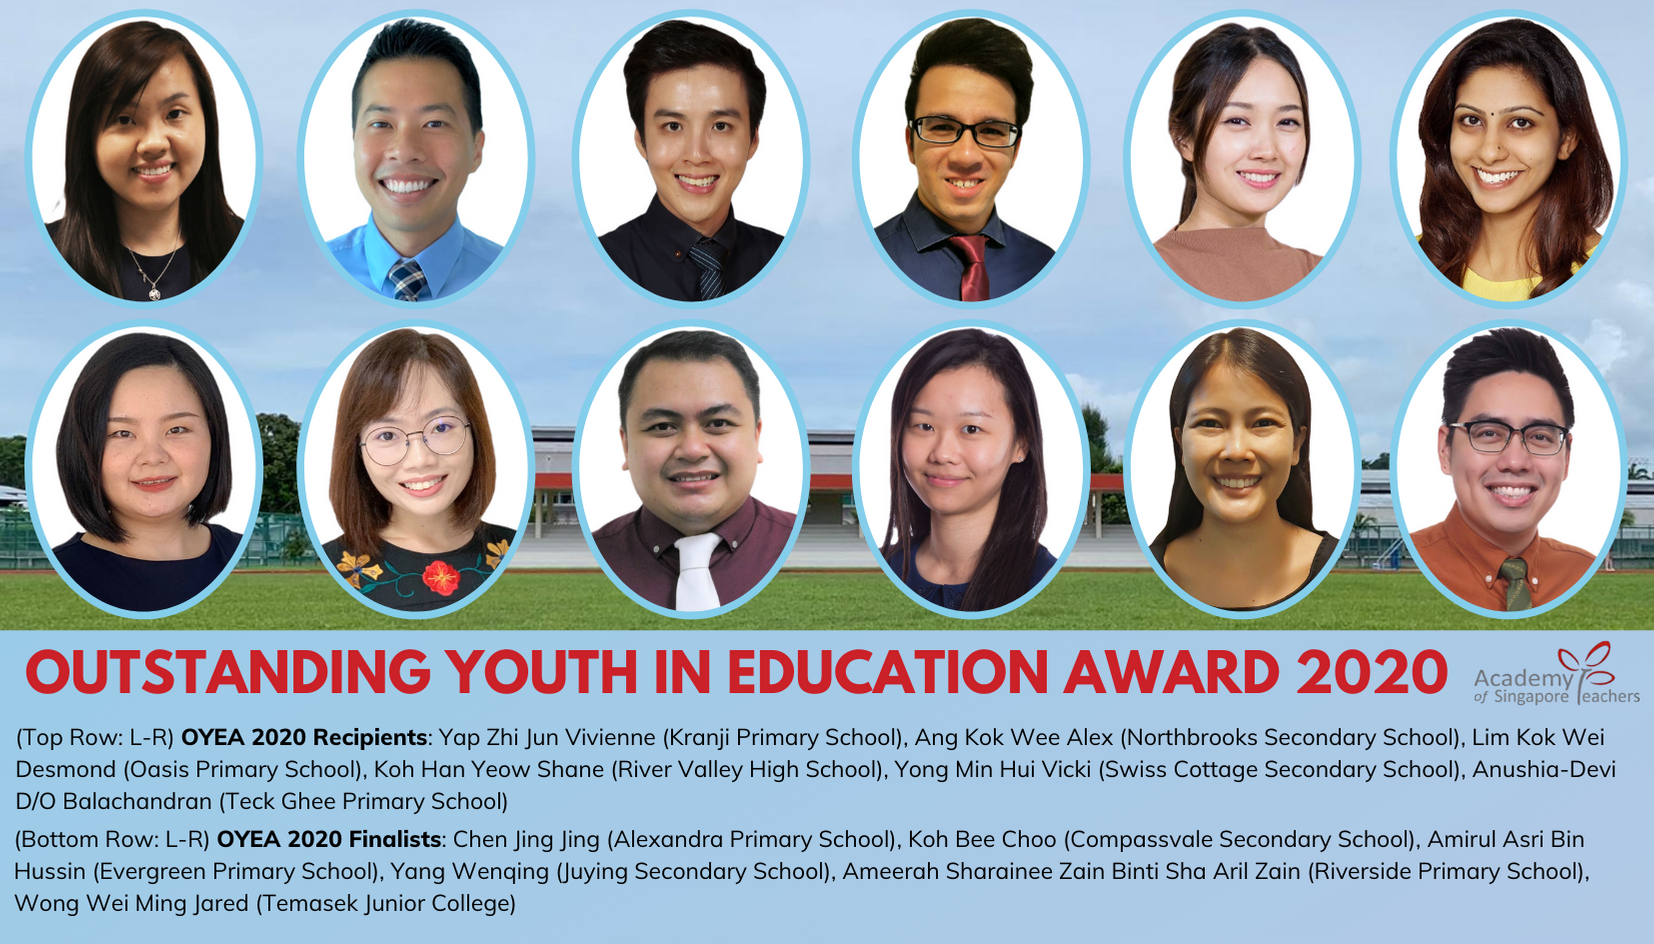 OUTSTANDING YOUTH IN EDUCATION AWARD 2020
Academy
of Singapore Teachers
(Top Row: L-R) OYEA 2020 Recipients: Yap Zhi Jun Vivienne (Kranji Primary School), Ang Kok Wee Alex (Northbrooks Secondary School), Lim Kok Wei
Desmond (Oasis Primary School), Koh Han Yeow Shane (River Valley High School), Yong Min Hui Vicki (Swiss Cottage Secondary School), Anushia-Devi
D/O Balachandran (Teck Ghee Primary School)
(Bottom Row: L-R) OYEA 2020 Finalists: Chen Jing Jing (Alexandra Primary School), Koh Bee Choo (Compassvale Secondary School), Amirul Asri Bin
Hussin (Evergreen Primary School), Yang Wenqing (Juying Secondary School), Ameerah Sharainee Zain Binti Sha Aril Zain (Riverside Primary School),
Wong Wei Ming Jared (Temasek Junior College)